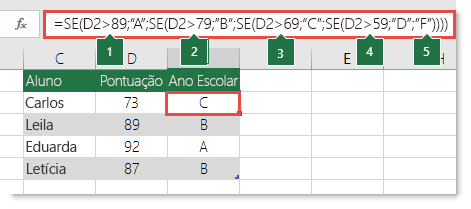 fx =SE(D2>89;"A";SE(D2>79;"B";SE(D2>69;"C";SE(D2>59;"D";"F"))))
1 2 3 4 5
C D E H
Aluno Pontuação Ano Escolar
Carlos 73 C
Leila 89 B
Eduarda 92 A
Letícia 87 B